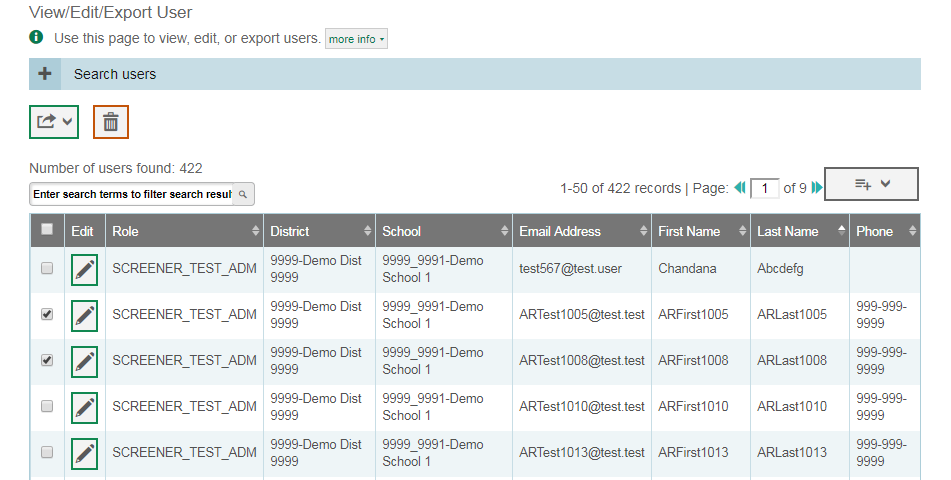 View/Edit/Export User
Use this page to view, edit, or export users. more info
Search users
Number of users found: 422
Enter search terms to filter search resul
1-50 of 422 records | Page: 1 of 9
Edit Role District School Email Address First Name Last Name Phone
SCREENER_TEST_ADM 9999-Demo Dist 9999 9999_9991-Demo School 1 test567@test.user Chandana Abcdefg
SCREENER_TEST_ADM 9999-Demo Dist 9999 9999_9991-Demo School 1 ARTest1005@test.test ARFirst1005 ARLast1005 999-999-9999
SCREENER_TEST_ADM 9999-Demo Dist 9999 9999_9991-Demo School 1 ARTest1008@test.test ARFirst1008 ARLast1008 999-999-9999
SCREENER_TEST_ADM 9999-Demo Dist 9999 9999_9991-Demo School 1 ARTest1010@test.test ARFirst1010 ARLast1010 999-999-9999
SCREENER_TEST_ADM 9999-Demo Dist 9999 9999_9991-Demo School 1 ARTest1013@test.test ARFirst1013 ARLast1013 999-999-9999